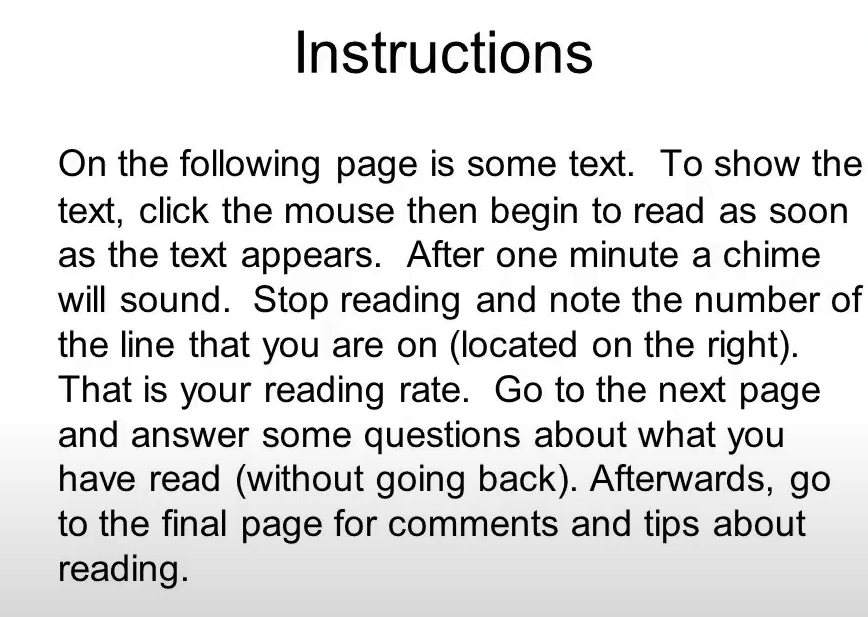 Instructions
On the following page is some text.  To show the
text, click the mouse then begin to read as soon
as the text appears.  After one minute a chime
will sound.  Stop reading and note the number of
the line that you are on (located on the right).
That is your reading rate.  Go to the next page
and answer some questions about what you
have read (without going back). Afterwards, go
to the final page for comments and tips about
reading.